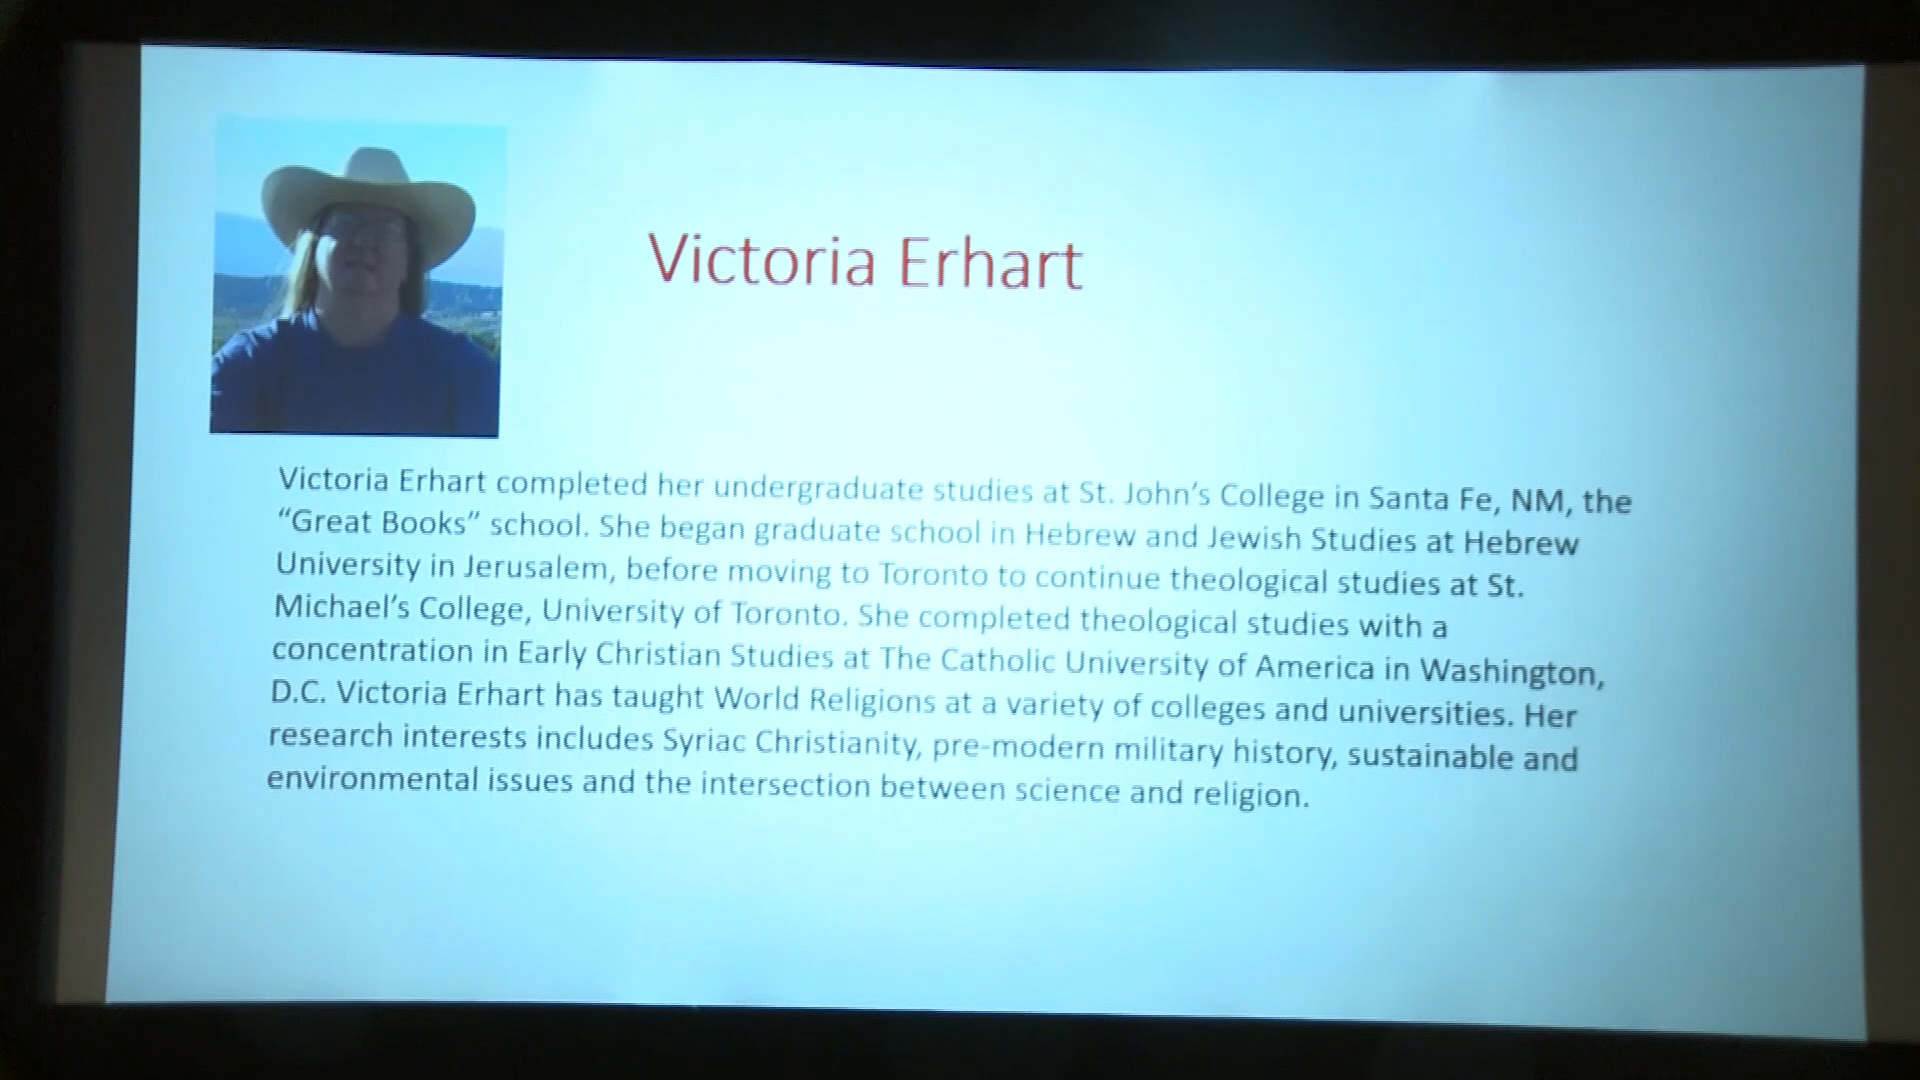 Victoria Erhart
Victoria Erhart completed her undergraduate studies at St. John's College in Santa Fe, NM, the
“Great Books” school. She began graduate school in Hebrew and Jewish Studies at Hebrew
University in Jerusalem, before moving to Toronto to continue theological studies at St.
Michael's College, University of Toronto. She completed theological studies with a
concentration in Early Christian Studies at The Catholic University of America in Washington,
D.C. Victoria Erhart has taught World Religions at a variety of colleges and universities. Her
research interests includes Syriac Christianity, pre-modern military history, sustainable and
environmental issues and the intersection between science and religion.